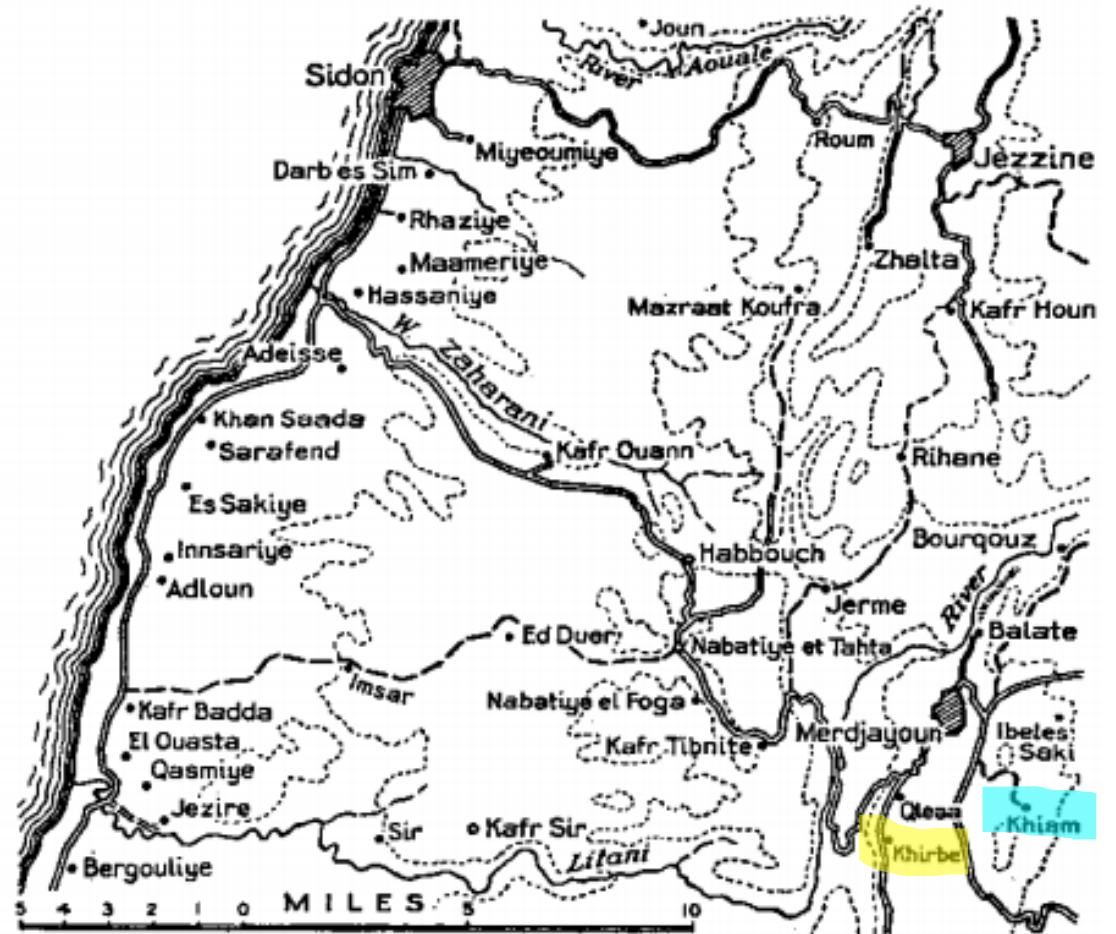 Joun
River Aouale
Sidon
Roum
Jezzine
Miyeoumiye
Darb es Sim
Rhaziye
Zhalta
Maameriye
Hassaniye
Mazraat Koufra
Kafr Houn
W. Zaharani
Adeisse
Khan Saada
Sarafend
Kafr Ouann
Rihane
Es Sakiye
Innsariye
Habbouch
Bourqouz
Adloun
Jerme
River
Ed Duer
Nabatiye et Tahta
Balate
Imsar
Nabatiye el Foga
Kafr Badda
Merdjayoun
Ibeles
Saki
El Ouasta
Kafr Tibnite
Qasmiye
Jezire
Qleaa
Khiam
Sir
Kafr Sir
Khirbe
Litani
Bergouliye
MILES
5 4 3 2 1 0 5 10